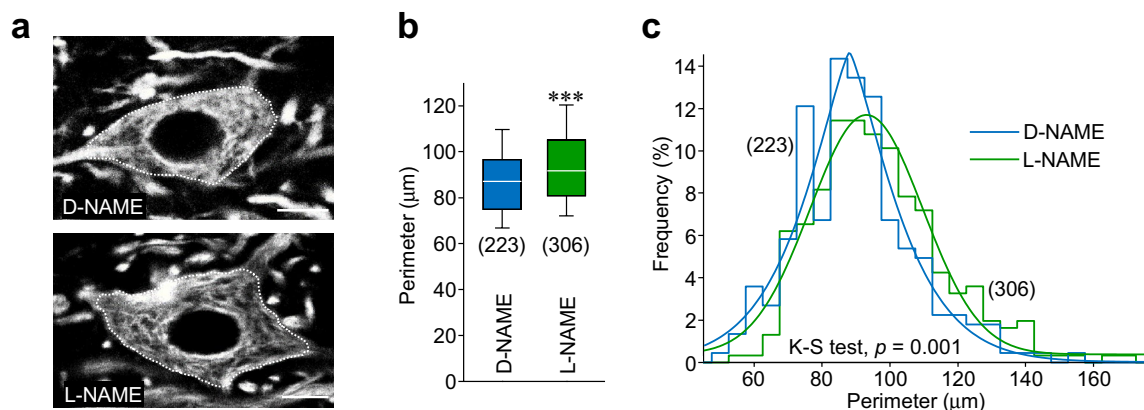 a
D-NAME
L-NAME
b
Perimeter (µm)
120
100
80
60
40
20
0
***
(223)
(306)
D-NAME
L-NAME
c
Frequency (%)
14
12
10
8
6
4
2
0
(223)
D-NAME
L-NAME
(306)
K-S test, p = 0.001
60
80
100
120
140
160
Perimeter (µm)